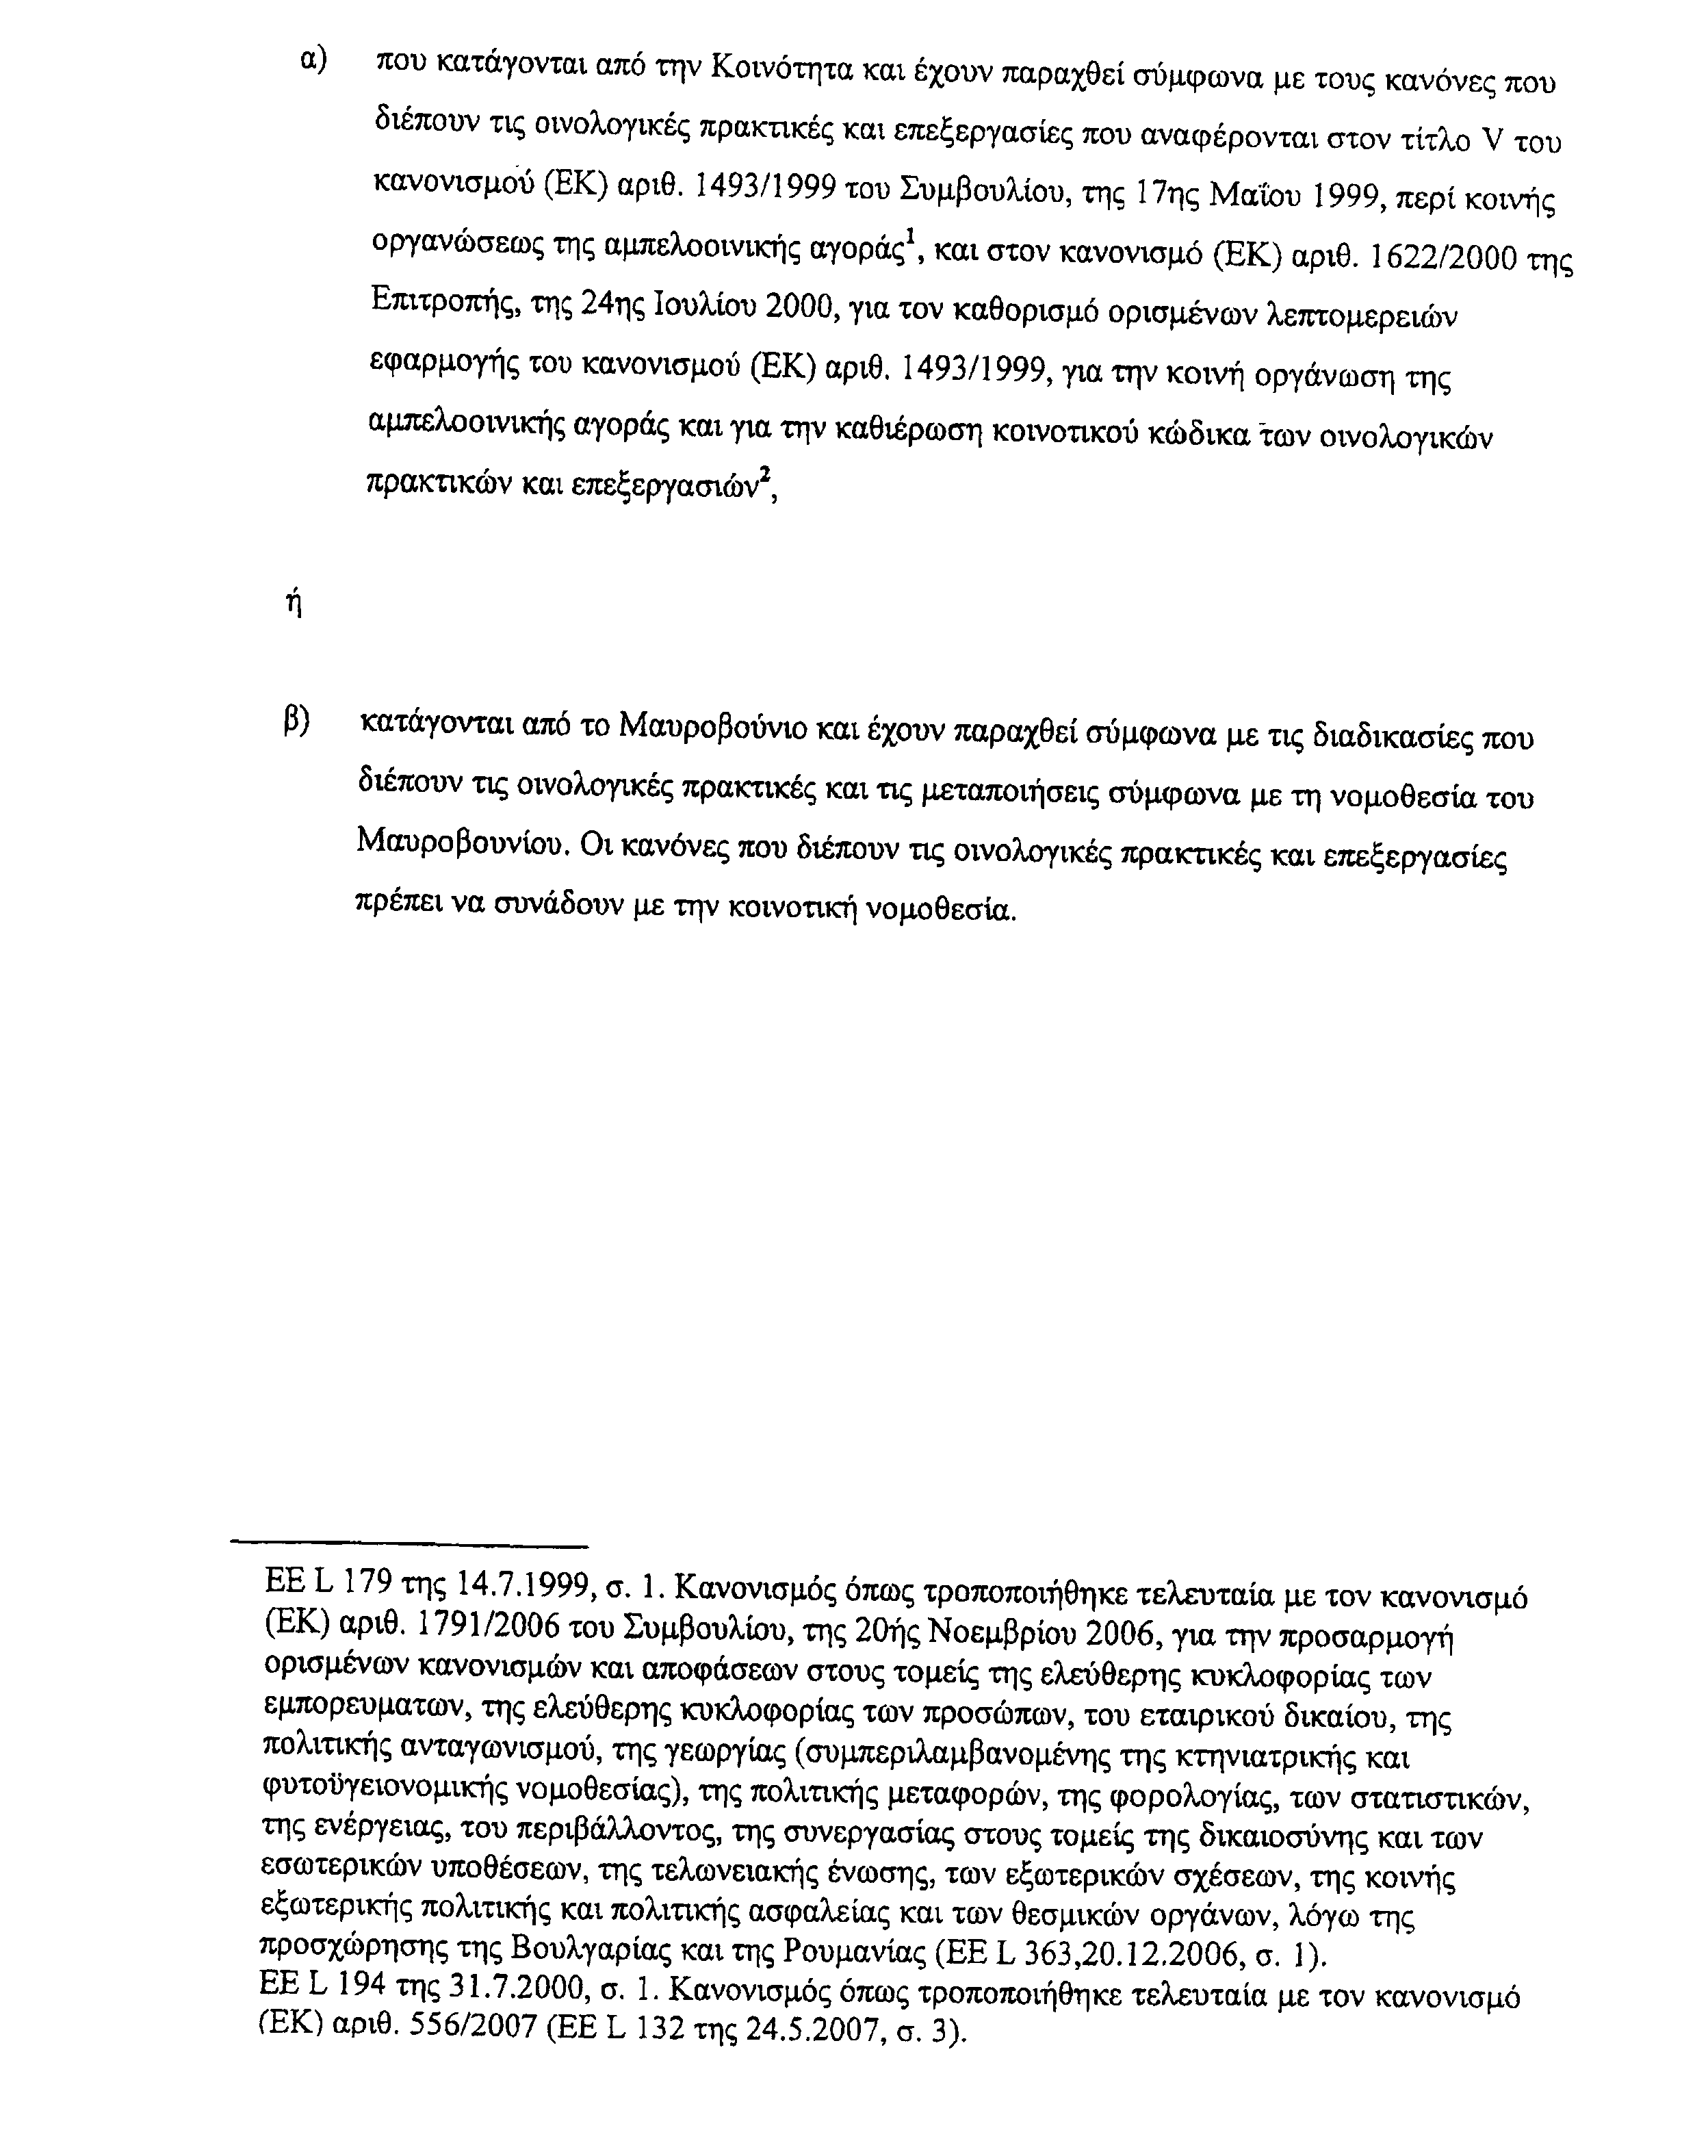 α) που κατάγονται από την Κοινότητα και έχουν παραχθεί σύμφωνα με τους κανόνες που
διέπουν τις οινολογικές πρακτικές και επεξεργασίες που αναφέρονται στον τίτλο V του
κανονισμού (ΕΚ) αριθ. 1493/1999 του Συμβουλίου, της 17ης Μαΐου 1999, περί κοινής
οργανώσεως της αμπελοοινικής αγοράς¹, και στον κανονισμό (ΕΚ) αριθ. 1622/2000 της
Επιτροπής, της 24ης Ιουλίου 2000, για τον καθορισμό ορισμένων λεπτομερειών
εφαρμογής του κανονισμού (ΕΚ) αριθ. 1493/1999, για την κοινή οργάνωση της
αμπελοοινικής αγοράς και για την καθιέρωση κοινοτικού κώδικα των οινολογικών
πρακτικών και επεξεργασιών²,
ή
β) κατάγονται από το Μαυροβούνιο και έχουν παραχθεί σύμφωνα με τις διαδικασίες που
διέπουν τις οινολογικές πρακτικές και τις μεταποιήσεις σύμφωνα με τη νομοθεσία του
Μαυροβουνίου. Οι κανόνες που διέπουν τις οινολογικές πρακτικές και επεξεργασίες
πρέπει να συνάδουν με την κοινοτική νομοθεσία.
ΕΕ L 179 της 14.7.1999, σ. 1. Κανονισμός όπως τροποποιήθηκε τελευταία με τον κανονισμό
(ΕΚ) αριθ. 1791/2006 του Συμβουλίου, της 20ής Νοεμβρίου 2006, για την προσαρμογή
ορισμένων κανονισμών και αποφάσεων στους τομείς της ελεύθερης κυκλοφορίας των
εμπορευματων, της ελεύθερης κυκλοφορίας των προσώπων, του εταιρικού δικαίου, της
πολιτικής ανταγωνισμού, της γεωργίας (συμπεριλαμβανομένης της κτηνιατρικής και
φυτοϋγειονομικής νομοθεσίας), της πολιτικής μεταφορών, της φορολογίας, των στατιστικών,
της ενέργειας, του περιβάλλοντος, της συνεργασίας στους τομείς της δικαιοσύνης και των
εσωτερικών υποθέσεων, της τελωνειακής ένωσης, των εξωτερικών σχέσεων, της κοινής
εξωτερικής πολιτικής και πολιτικής ασφαλείας και των θεσμικών οργάνων, λόγω της
προσχώρησης της Βουλγαρίας και της Ρουμανίας (ΕΕ L 363,20.12.2006, σ. 1).
ΕΕ L 194 της 31.7.2000, σ. 1. Κανονισμός όπως τροποποιήθηκε τελευταία με τον κανονισμό
(ΕΚ) αριθ. 556/2007 (ΕΕ L 132 της 24.5.2007, σ. 3).